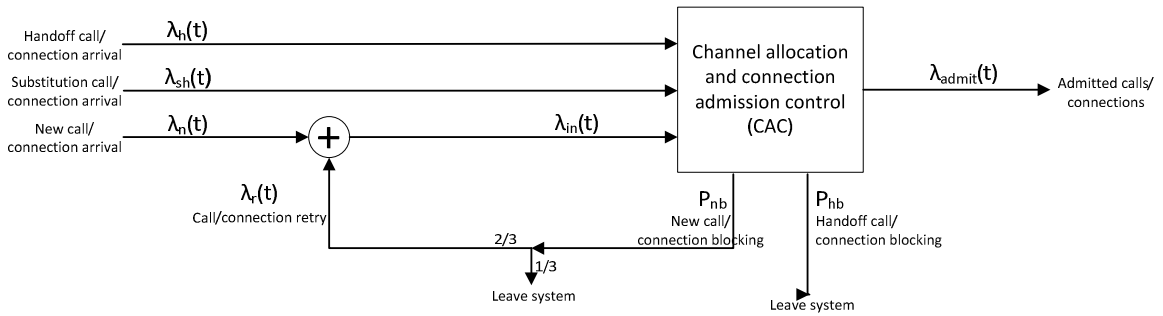 Handoff call/
connection arrival
λh(t)
Substitution call/
connection arrival
λsh(t)
New call/
connection arrival
λn(t)
+
λin(t)
Channel allocation
and connection
admission control
(CAC)
λadmit(t)
Admitted calls/
connections
λr(t)
Call/connection retry
Pnb
New call/
connection blocking
Phb
Handoff call/
connection blocking
2/3
1/3
Leave system
Leave system